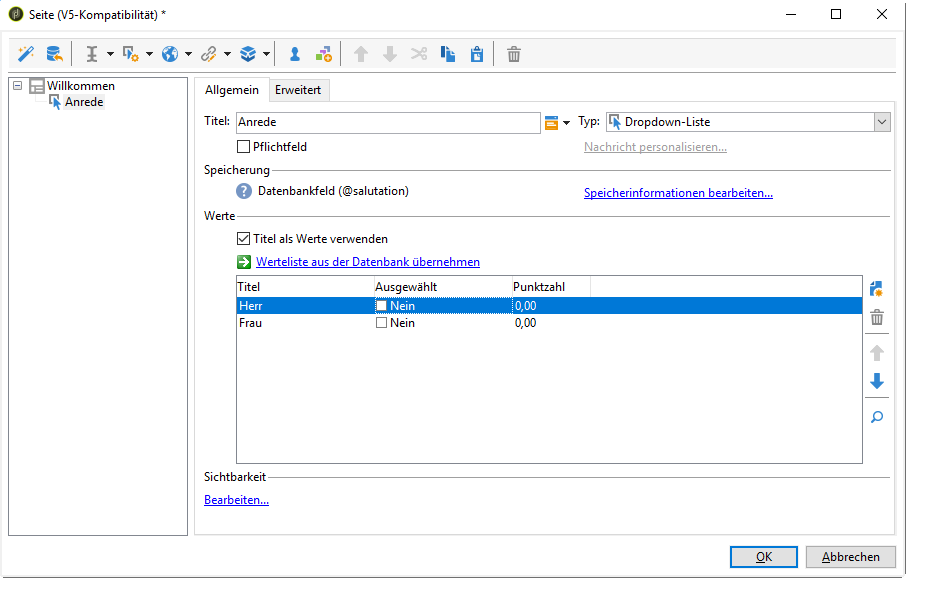 Seite (V5-Kompatibilität) *
Willkommen
Anrede
Allgemein Erweitert
Titel: Anrede Typ: Dropdown-Liste
Pflichtfeld Nachricht personalisieren...
Speicherung
Datenbankfeld (@salutation) Speicherinformationen bearbeiten...
Werte
Titel als Werte verwenden
Werteliste aus der Datenbank übernehmen
Titel Ausgewählt Punktzahl
Herr Nein 0,00
Frau Nein 0,00
Sichtbarkeit
Bearbeiten...
OK Abbrechen